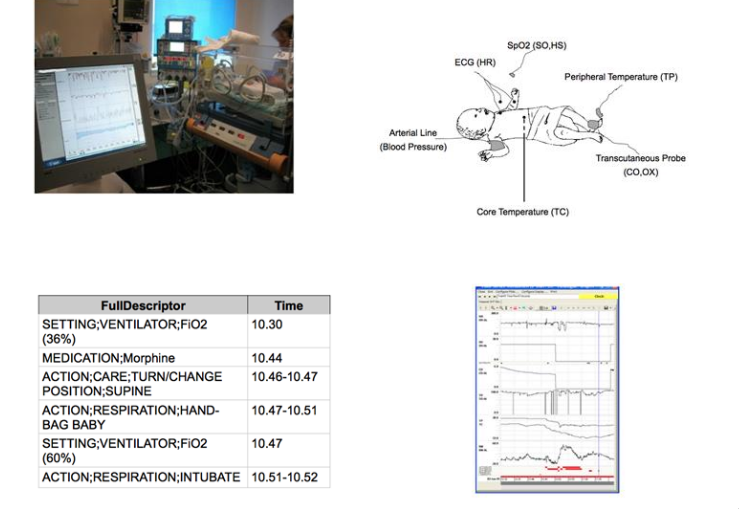 SpO2 (SO,HS)
ECG (HR)
Peripheral Temperature (TP)
Arterial Line
(Blood Pressure)
Transcutaneous Probe
(CO,OX)
Core Temperature (TC)
FullDescriptor Time
SETTING;VENTILATOR;FiO2 10.30
(36%)
MEDICATION;Morphine 10.44
ACTION;CARE;TURN/CHANGE 10.46-10.47
POSITION;SUPINE
ACTION;RESPIRATION;HAND- 10.47-10.51
BAG BABY
SETTING;VENTILATOR;FiO2 10.47
(60%)
ACTION;RESPIRATION;INTUBATE 10.51-10.52